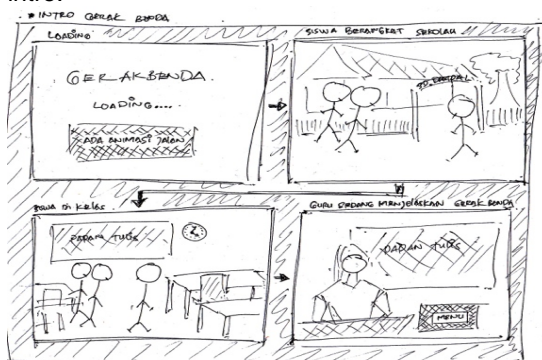 INTRO GERAK BENDA
LOADING
SISWA BERANGKAT SEKOLAH
GERAK BENDA.
LOADING....
ADA ANIMASI JALAN
SISWA DI KELAS.
GURU SEDANG MENJELASKAN GERAK BENDA
PAPAN TULIS
PAPAN TULIS
MENU